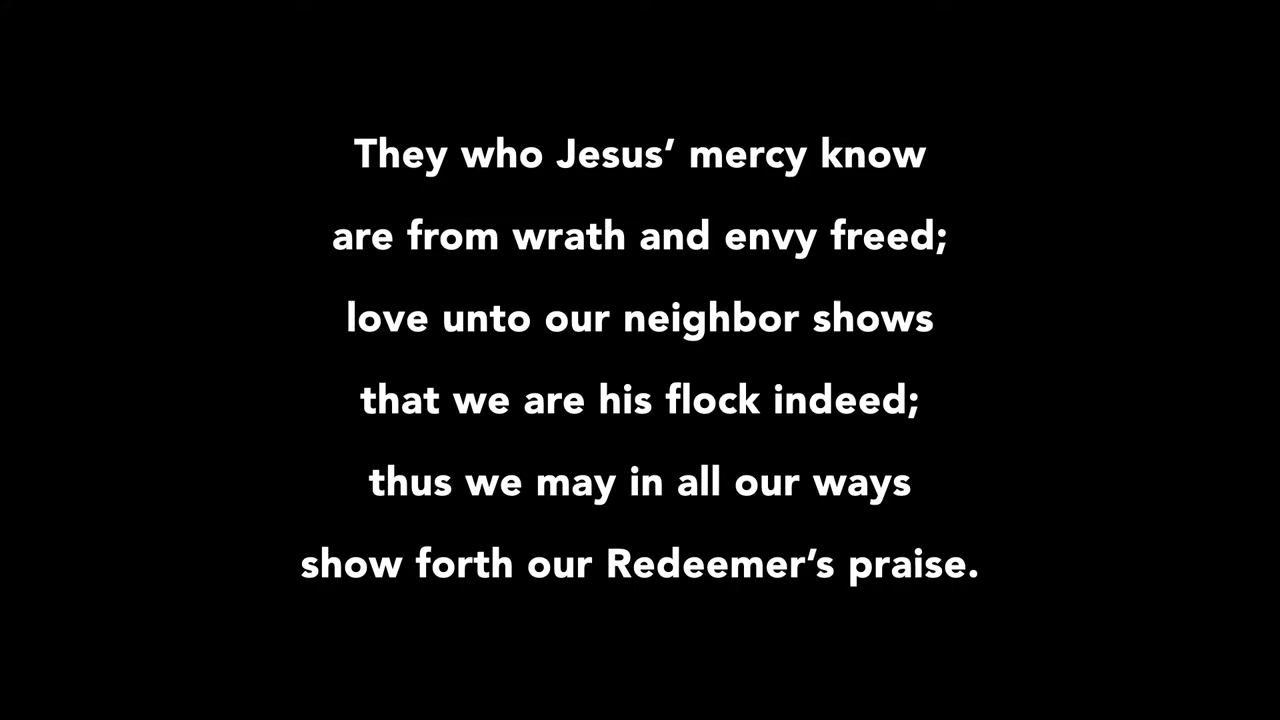 They who Jesus’ mercy know
are from wrath and envy freed;
love unto our neighbor shows
that we are his flock indeed;
thus we may in all our ways
show forth our Redeemer’s praise.